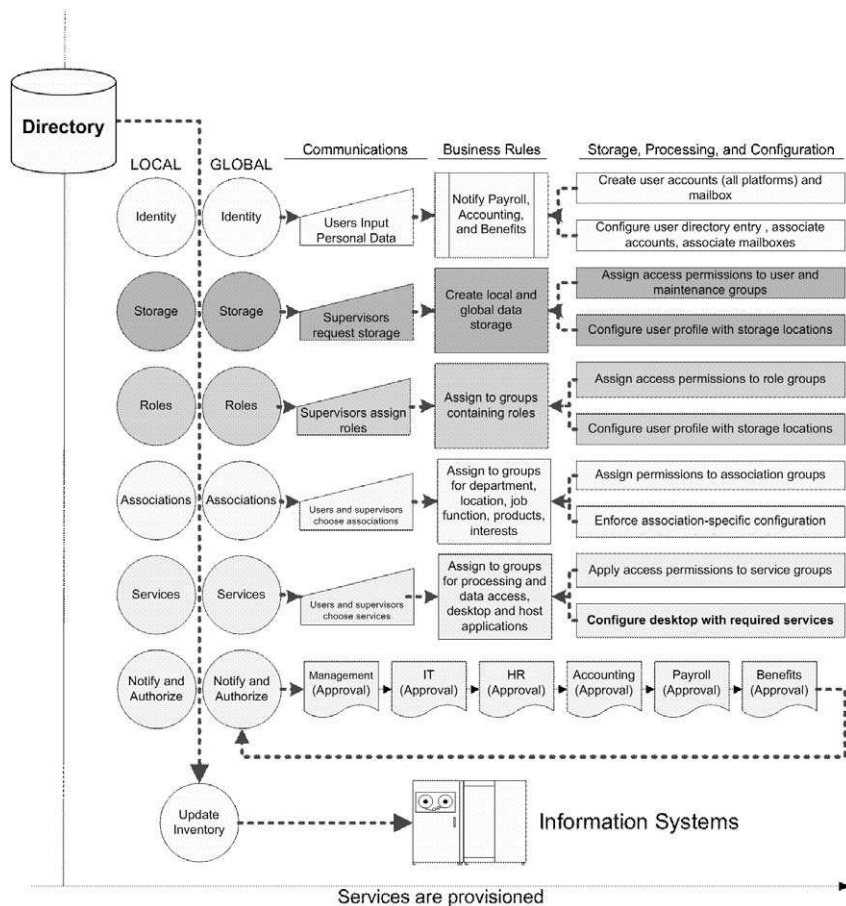 Directory
LOCAL
GLOBAL
Communications
Business Rules
Storage, Processing, and Configuration
Identity
Identity
Users Input
Personal Data
Notify Payroll,
Accounting,
and Benefits
Create user accounts (all platforms) and
mailbox
Configure user directory entry , associate
accounts, associate mailboxes
Storage
Storage
Supervisors
request storage
Create local and
global data
storage
Assign access permissions to user and
maintenance groups
Configure user profile with storage locations
Roles
Roles
Supervisors assign
roles
Assign to groups
containing roles
Assign access permissions to role groups
Configure user profile with storage locations
Associations
Associations
Users and supervisors
choose associations
Assign to groups
for department,
location, job
function, products,
interests
Assign permissions to association groups
Enforce association-specific configuration
Services
Services
Users and supervisors
choose services
Assign to groups
for processing and
data access,
desktop and host
applications
Apply access permissions to service groups
Configure desktop with required services
Notify and
Authorize
Notify and
Authorize
Management
(Approval)
IT
(Approval)
HR
(Approval)
Accounting
(Approval)
Payroll
(Approval)
Benefits
(Approval)
Update
Inventory
Information Systems
Services are provisioned